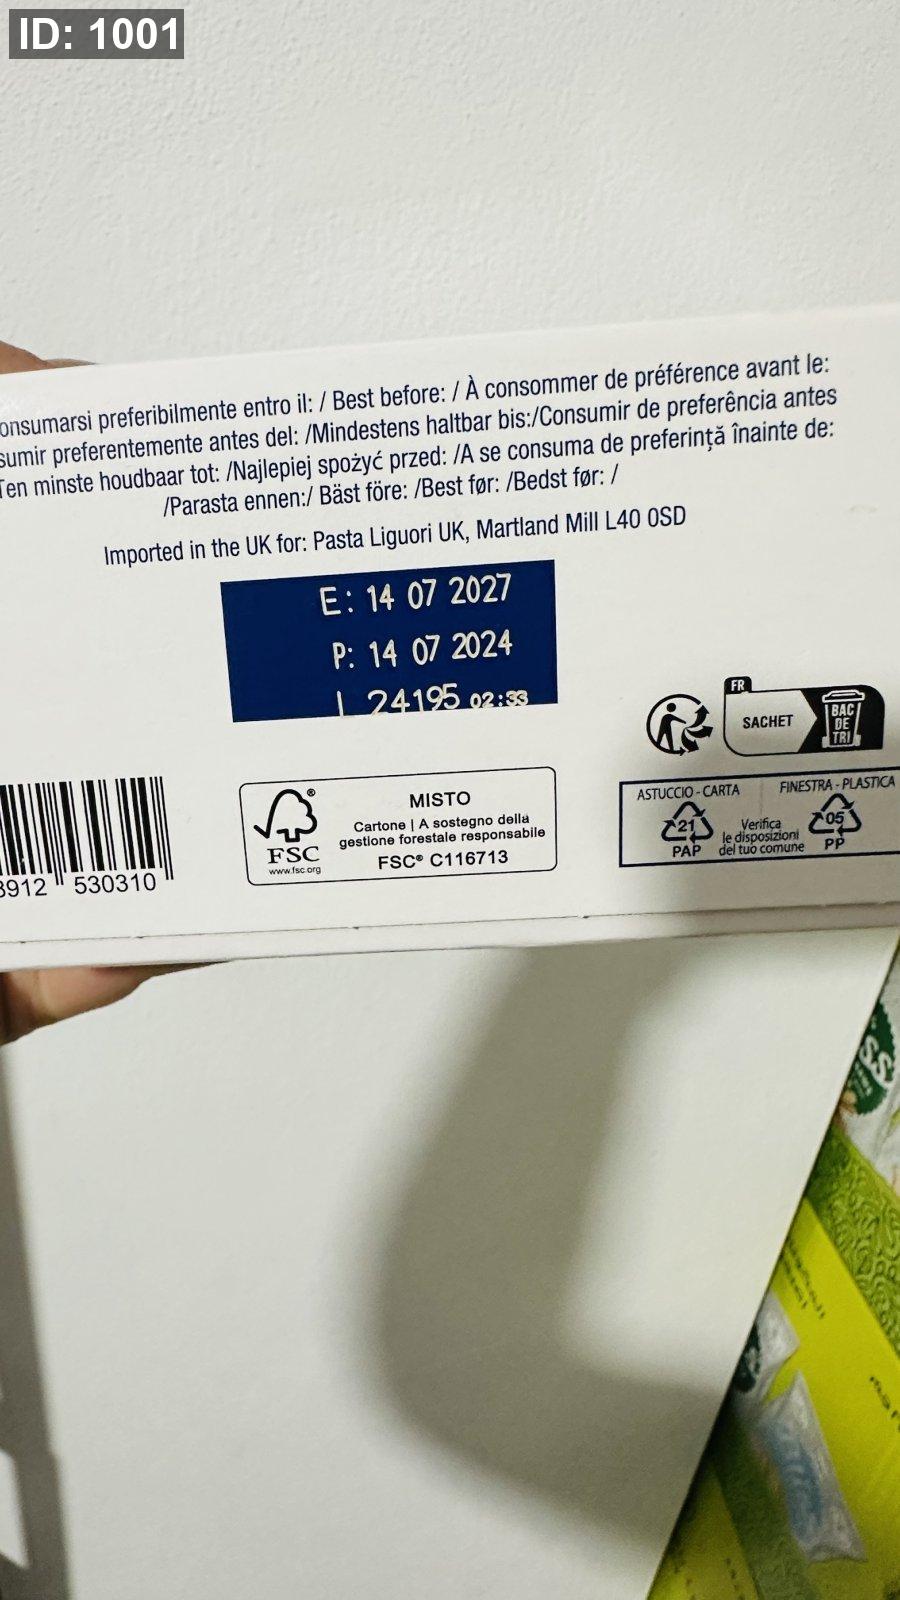 ID: 1001
onsumarsi preferibilmente entro il: / Best before: / À consommer de préférence avant le:
sumir preferentemente antes del: /Mindestens haltbar bis:/Consumir de preferência antes
Ten minste houdbaar tot: /Najlepiej spożyć przed: /A se consuma de preferință înainte de:
/Parasta ennen:/ Bäst före: /Best før: /Bedst før: /
Imported in the UK for: Pasta Liguori UK, Martland Mill L40 0SD
E: 14 07 2027
P: 14 07 2024
L 24195 02:33
FR
SACHET
BAC
DE
TRI
3912 530310
FSC
www.fsc.org
MISTO
Cartone | A sostegno della
gestione forestale responsabile
FSC® C116713
ASTUCCIO - CARTA
FINESTRA - PLASTICA
21
PAP
Verifica
le disposizioni
del tuo comune
05
PP